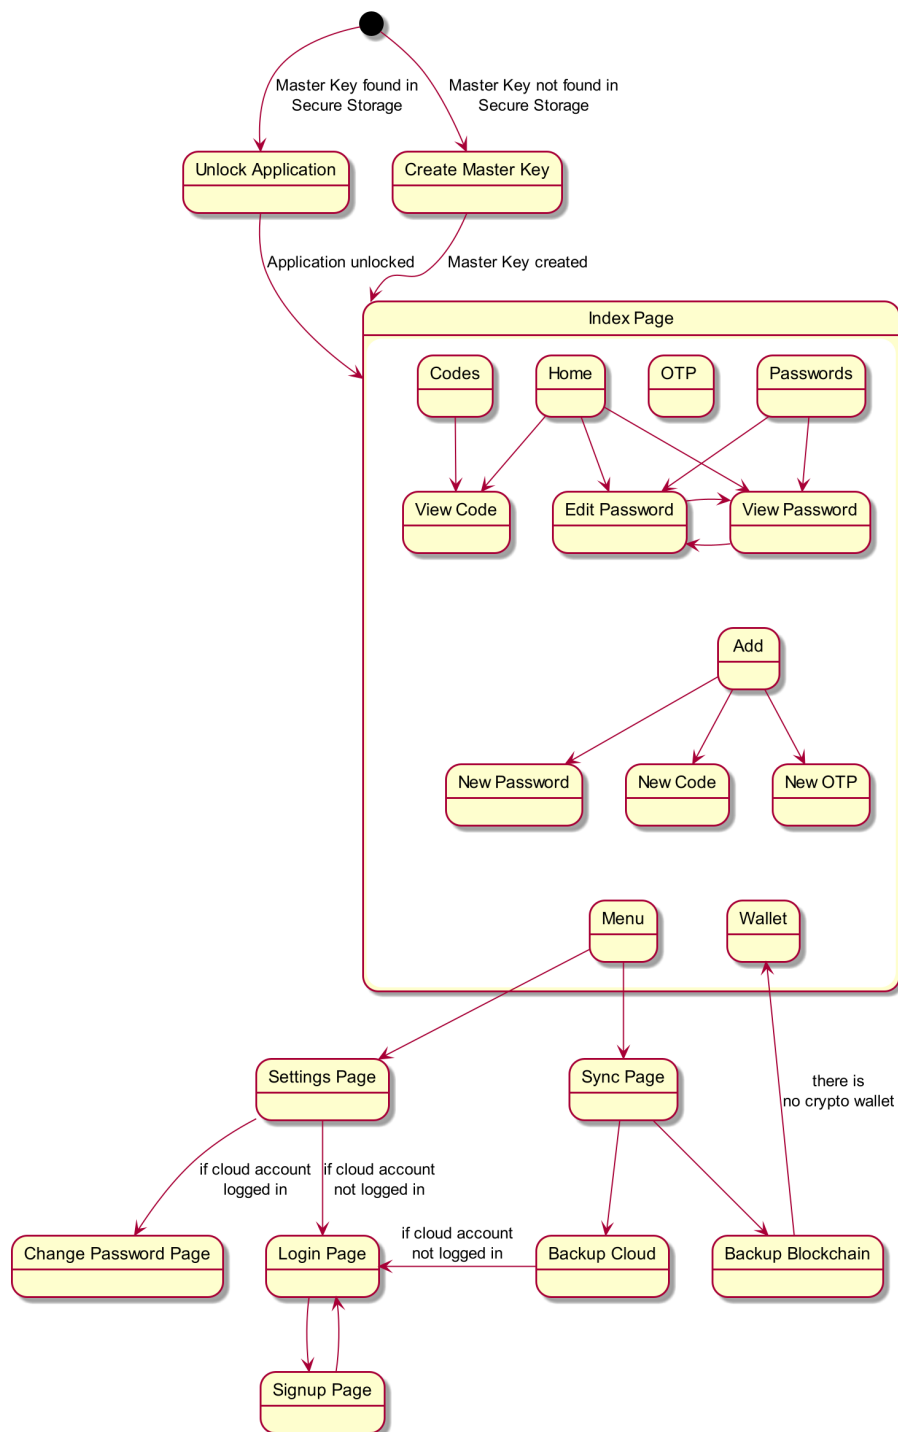 Master Key found in
Secure Storage
Master Key not found in
Secure Storage
Unlock Application
Create Master Key
Application unlocked
Master Key created
Index Page
Codes
Home
OTP
Passwords
View Code
Edit Password
View Password
Add
New Password
New Code
New OTP
Menu
Wallet
Settings Page
Sync Page
there is
no crypto wallet
if cloud account
logged in
if cloud account
not logged in
if cloud account
not logged in
Change Password Page
Login Page
Backup Cloud
Backup Blockchain
Signup Page